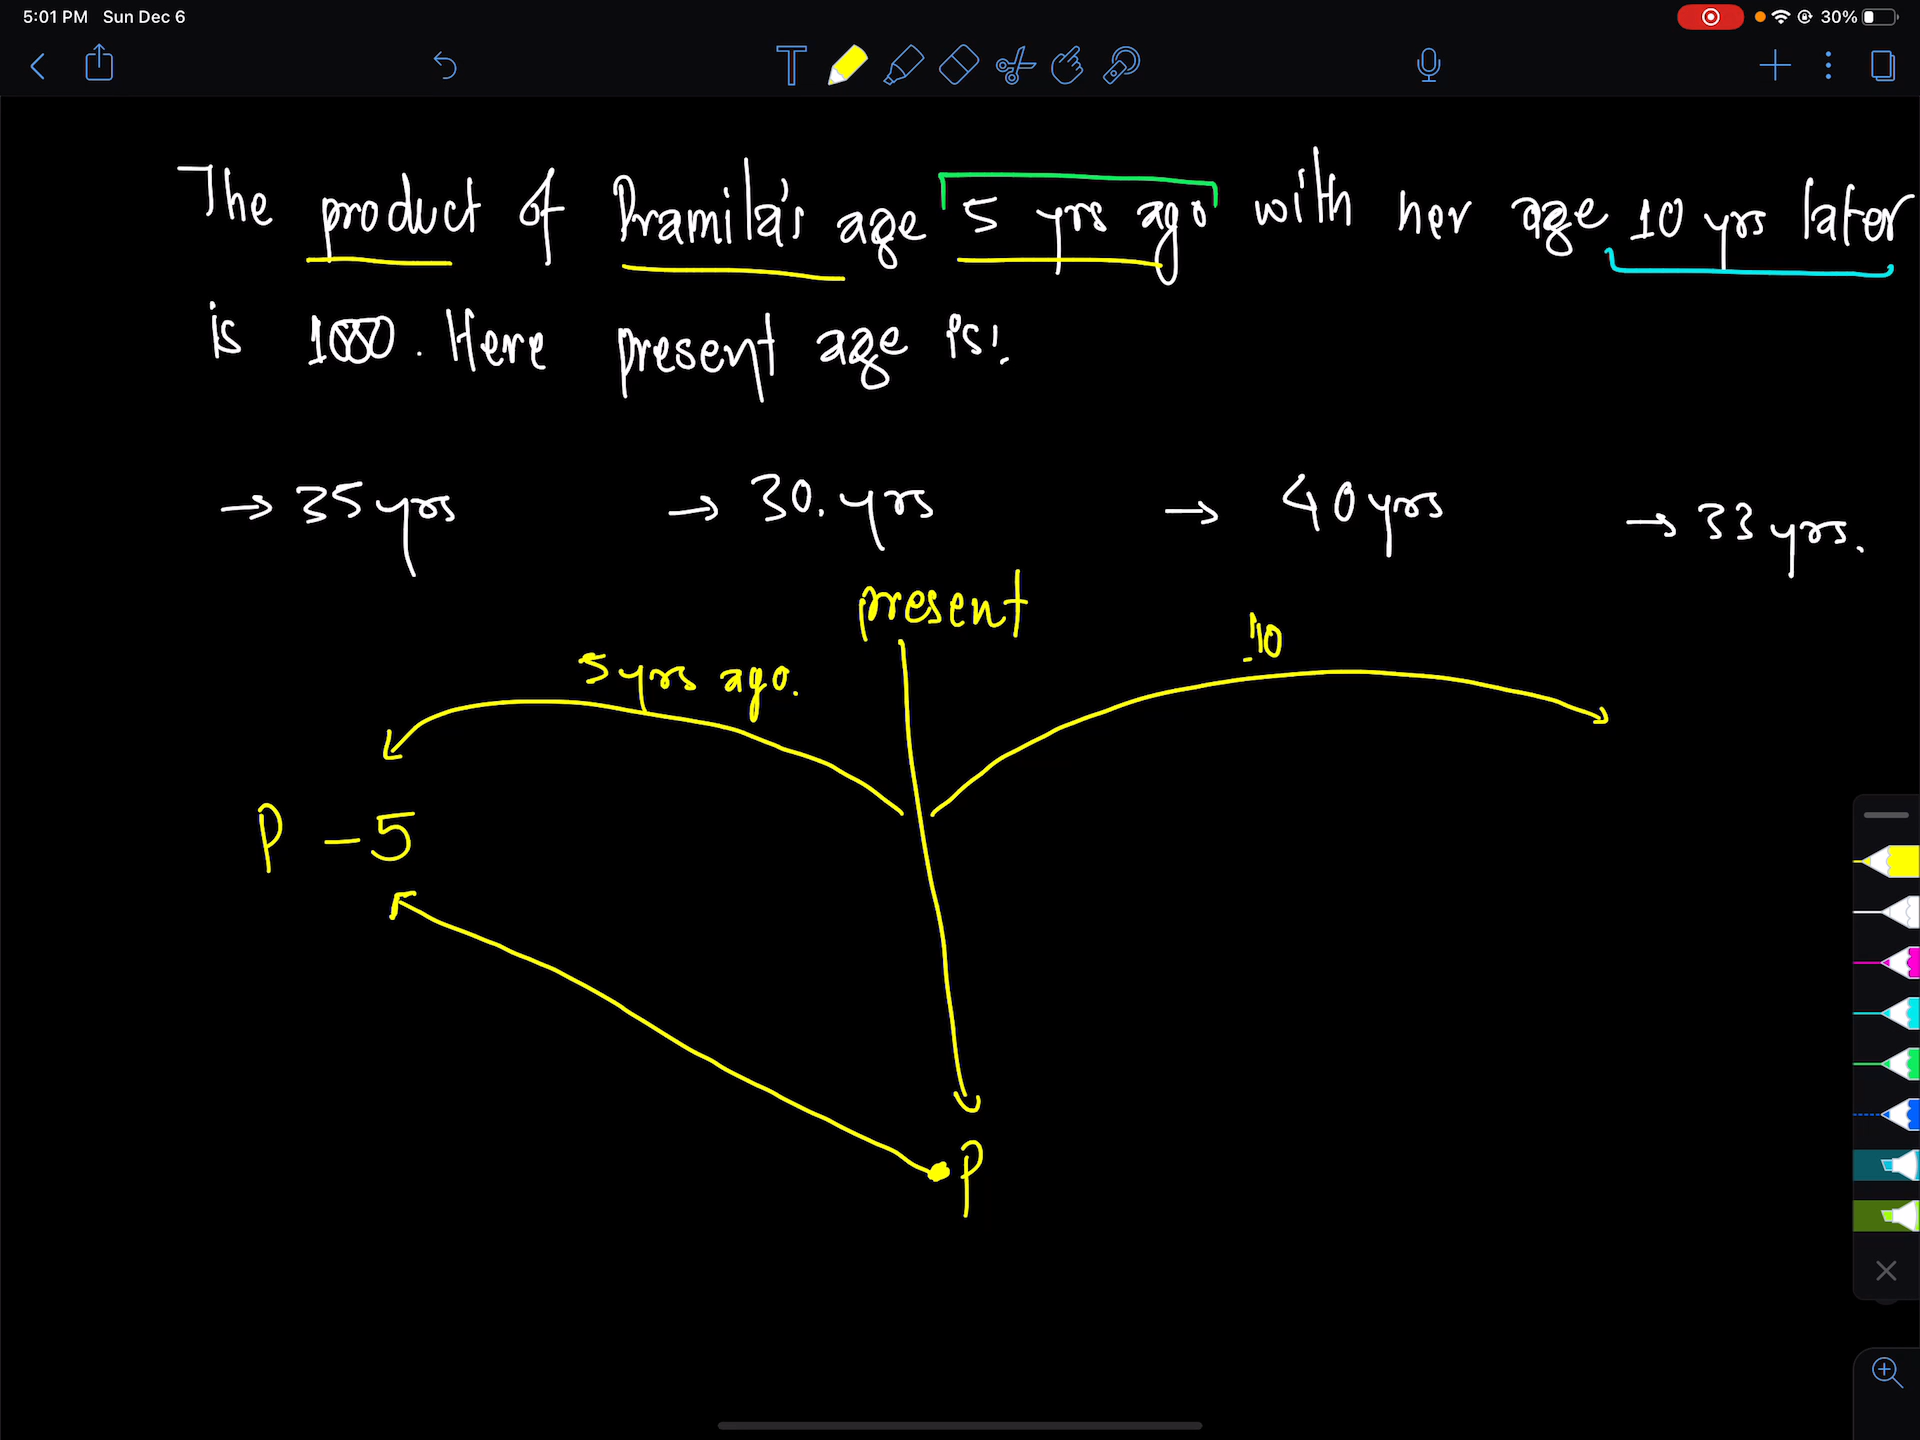 5:01 PM Sun Dec 6
30%
The product of Pramila's age 5 yrs ago with her age 10 yrs later
is 1000. Here present age is!
→ 35 yrs → 30. yrs → 40 yrs → 33 yrs.
present
5 yrs ago.
10
P - 5
P